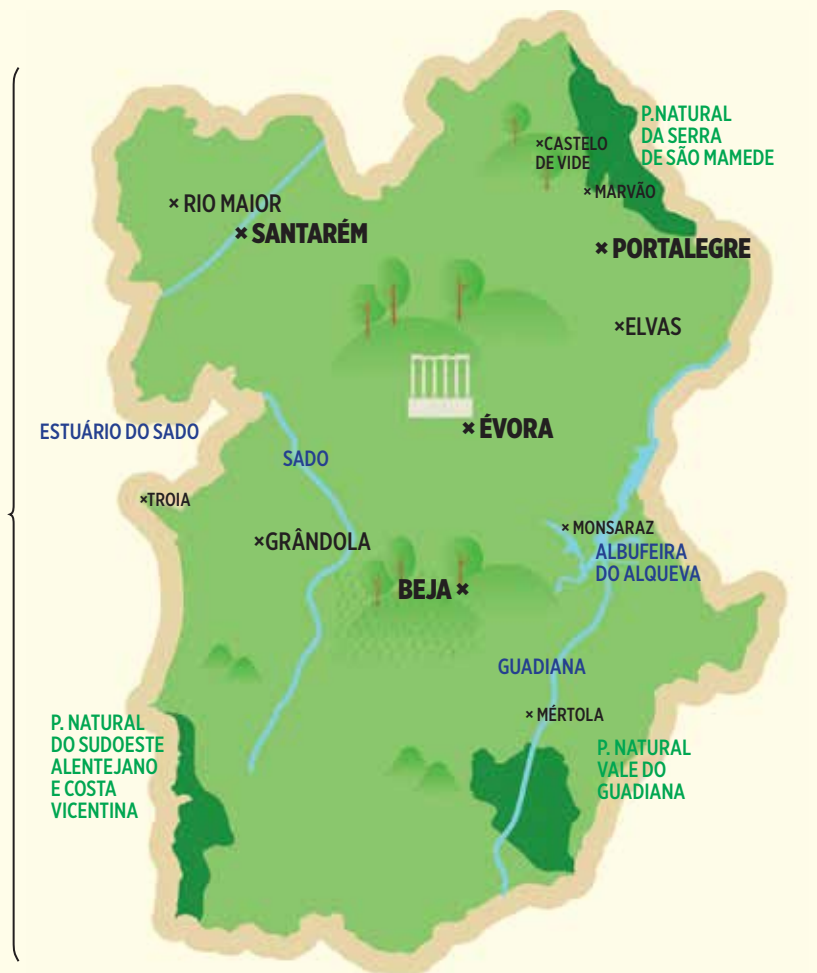 P.NATURAL
DA SERRA
DE SÃO MAMEDE
×CASTELO
DE VIDE
× MARVÃO
× RIO MAIOR
× SANTARÉM
× PORTALEGRE
×ELVAS
× ÉVORA
ESTUÁRIO DO SADO
SADO
×TROIA
×GRÂNDOLA
× MONSARAZ
ALBUFEIRA
DO ALQUEVA
BEJA ×
GUADIANA
× MÉRTOLA
P. NATURAL
DO SUDOESTE
ALENTEJANO
E COSTA
VICENTINA
P. NATURAL
VALE DO
GUADIANA